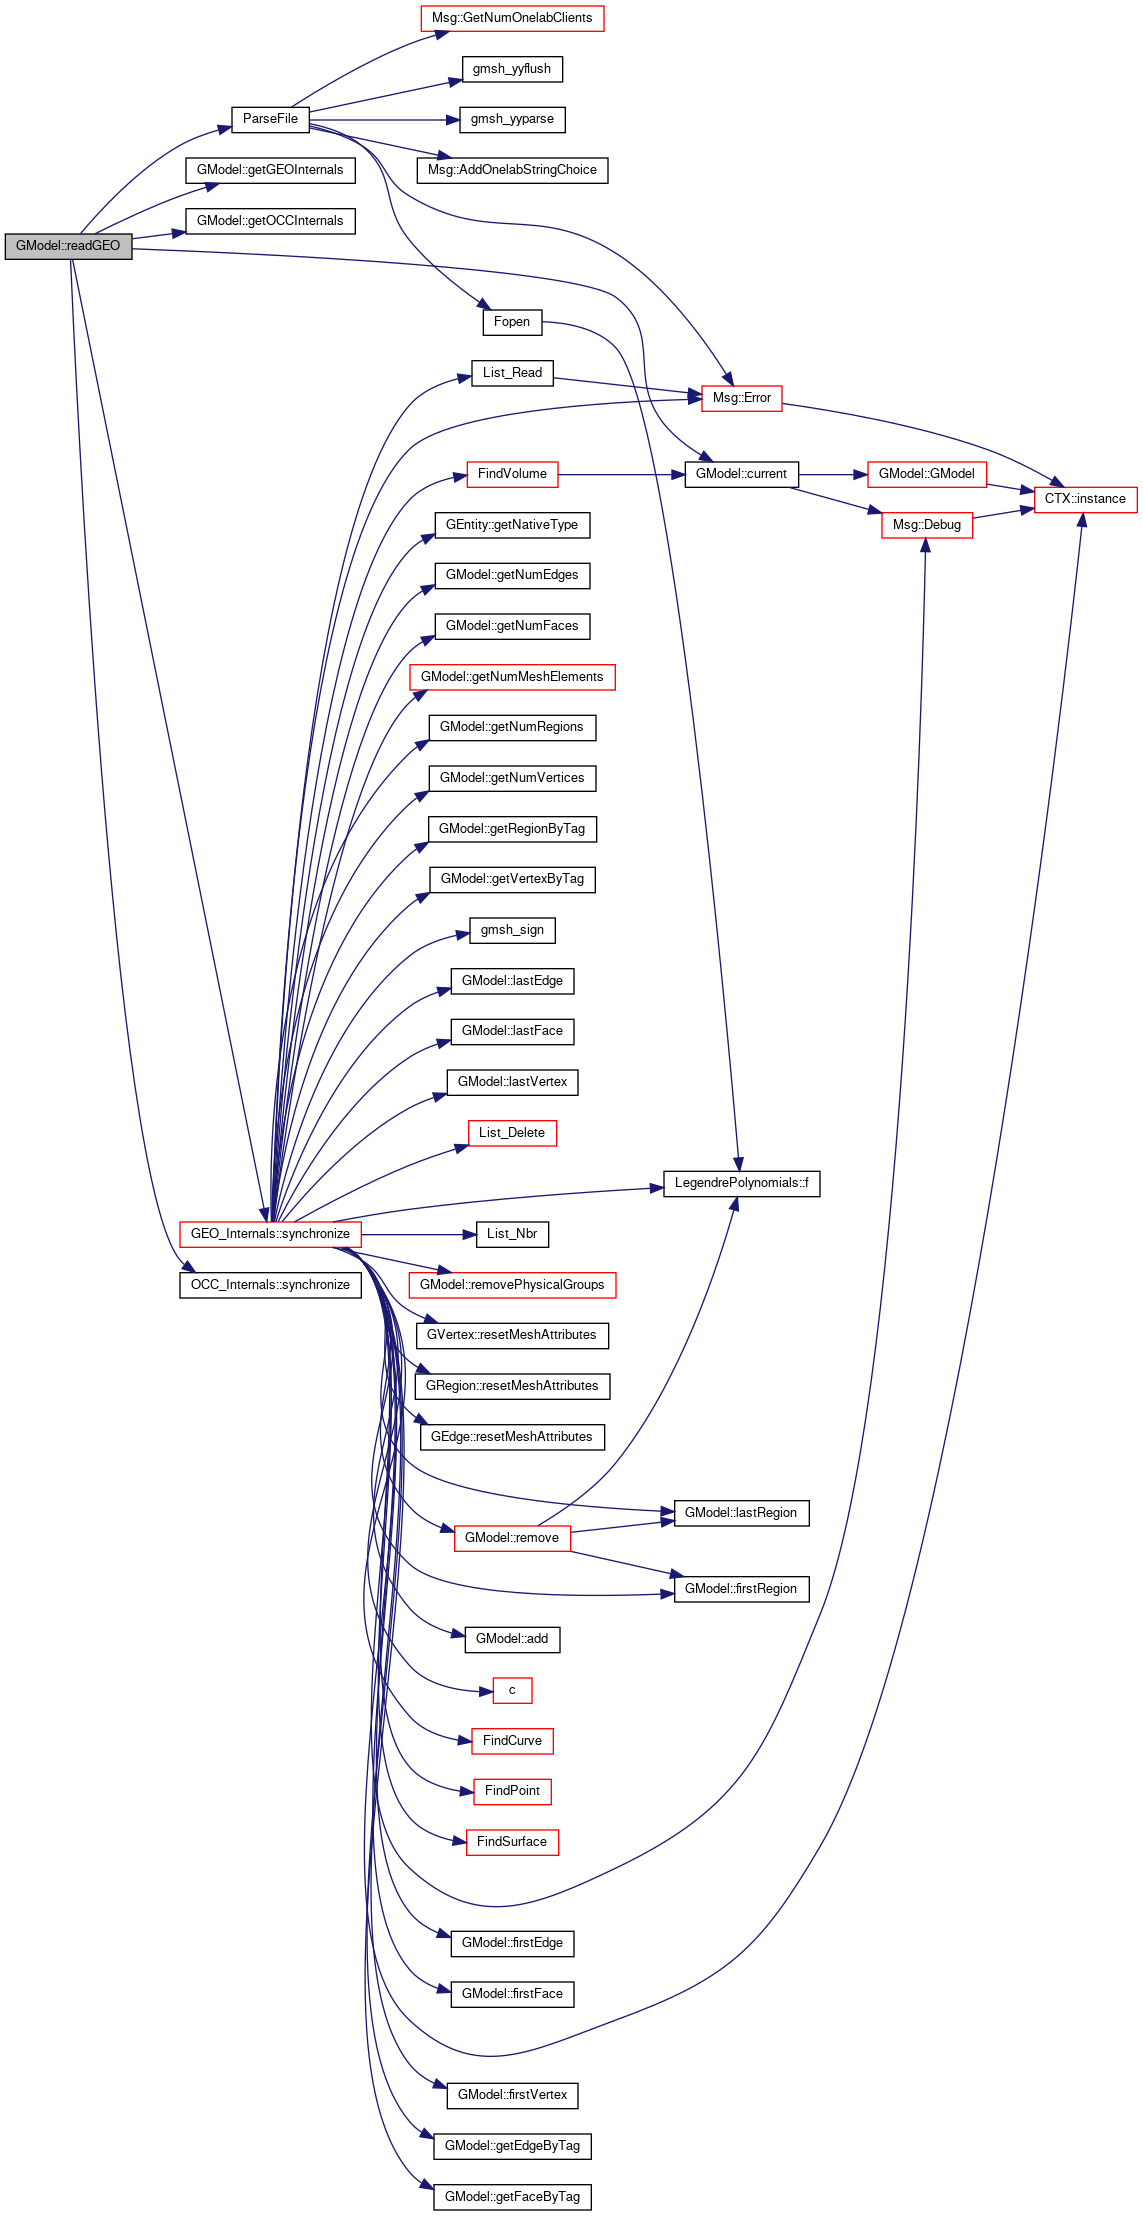 Msg::GetNumOnelabClients
gmsh_yyflush
ParseFile
gmsh_yyparse
GModel::getGEOInternals
Msg::AddOnelabStringChoice
GModel::getOCCInternals
GModel::readGEO
Fopen
List_Read
Msg::Error
FindVolume
GModel::current
GModel::GModel
CTX::instance
GEntity::getNativeType
Msg::Debug
GModel::getNumEdges
GModel::getNumFaces
GModel::getNumMeshElements
GModel::getNumRegions
GModel::getNumVertices
GModel::getRegionByTag
GModel::getVertexByTag
gmsh_sign
GModel::lastEdge
GModel::lastFace
GModel::lastVertex
List_Delete
LegendrePolynomials::f
GEO_Internals::synchronize
List_Nbr
OCC_Internals::synchronize
GModel::removePhysicalGroups
GVertex::resetMeshAttributes
GRegion::resetMeshAttributes
GEdge::resetMeshAttributes
GModel::lastRegion
GModel::remove
GModel::firstRegion
GModel::add
c
FindCurve
FindPoint
FindSurface
GModel::firstEdge
GModel::firstFace
GModel::firstVertex
GModel::getEdgeByTag
GModel::getFaceByTag